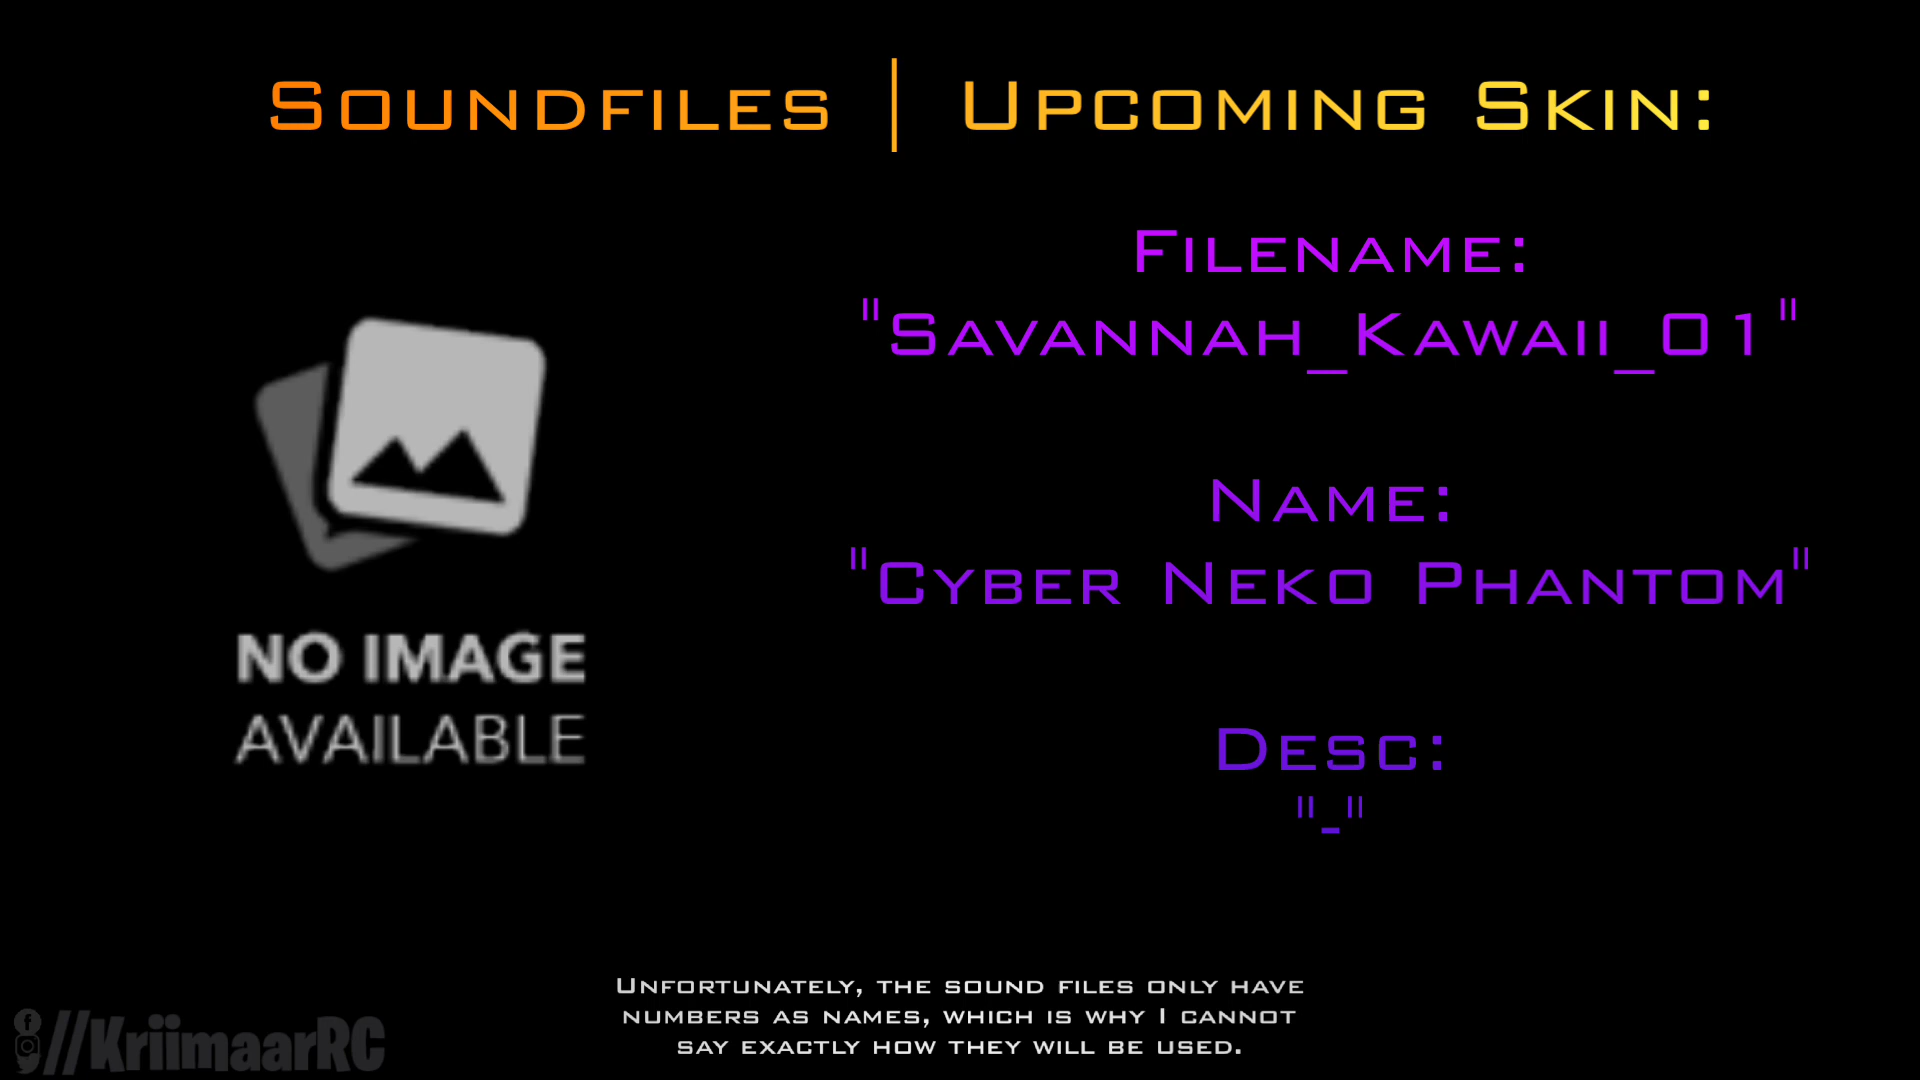 Soundfiles | Upcoming Skin:
Filename:
"Savannah_Kawaii_01"
Name:
"Cyber Neko Phantom"
Desc:
"-"
NO IMAGE
AVAILABLE
Unfortunately, the sound files only have
numbers as names, which is why I cannot
say exactly how they will be used.
//KriimaarRC